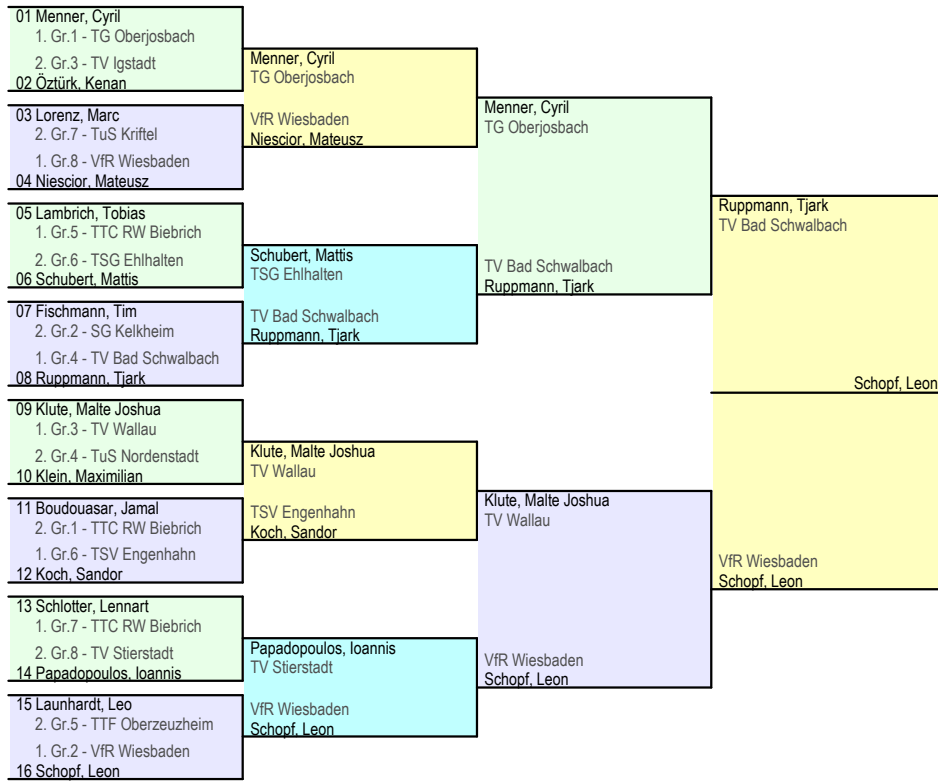 01 Menner, Cyril
1. Gr.1 - TG Oberjosbach
2. Gr.3 - TV Igstadt
02 Öztürk, Kenan
03 Lorenz, Marc
2. Gr.7 - TuS Kriftel
1. Gr.8 - VfR Wiesbaden
04 Niescior, Mateusz
05 Lambrich, Tobias
1. Gr.5 - TTC RW Biebrich
2. Gr.6 - TSG Ehlhalten
06 Schubert, Mattis
07 Fischmann, Tim
2. Gr.2 - SG Kelkheim
1. Gr.4 - TV Bad Schwalbach
08 Ruppmann, Tjark
09 Klute, Malte Joshua
1. Gr.3 - TV Wallau
2. Gr.4 - TuS Nordenstadt
10 Klein, Maximilian
11 Boudouasar, Jamal
2. Gr.1 - TTC RW Biebrich
1. Gr.6 - TSV Engenhahn
12 Koch, Sandor
13 Schlotter, Lennart
1. Gr.7 - TTC RW Biebrich
2. Gr.8 - TV Stierstadt
14 Papadopoulos, Ioannis
15 Launhardt, Leo
2. Gr.5 - TTF Oberzeuzheim
1. Gr.2 - VfR Wiesbaden
16 Schopf, Leon
Menner, Cyril
TG Oberjosbach
VfR Wiesbaden
Niescior, Mateusz
Schubert, Mattis
TSG Ehlhalten
TV Bad Schwalbach
Ruppmann, Tjark
Klute, Malte Joshua
TV Wallau
TSV Engenhahn
Koch, Sandor
Papadopoulos, Ioannis
TV Stierstadt
VfR Wiesbaden
Schopf, Leon
Menner, Cyril
TG Oberjosbach
TV Bad Schwalbach
Ruppmann, Tjark
Klute, Malte Joshua
TV Wallau
VfR Wiesbaden
Schopf, Leon
Ruppmann, Tjark
TV Bad Schwalbach
VfR Wiesbaden
Schopf, Leon
Schopf, Leon